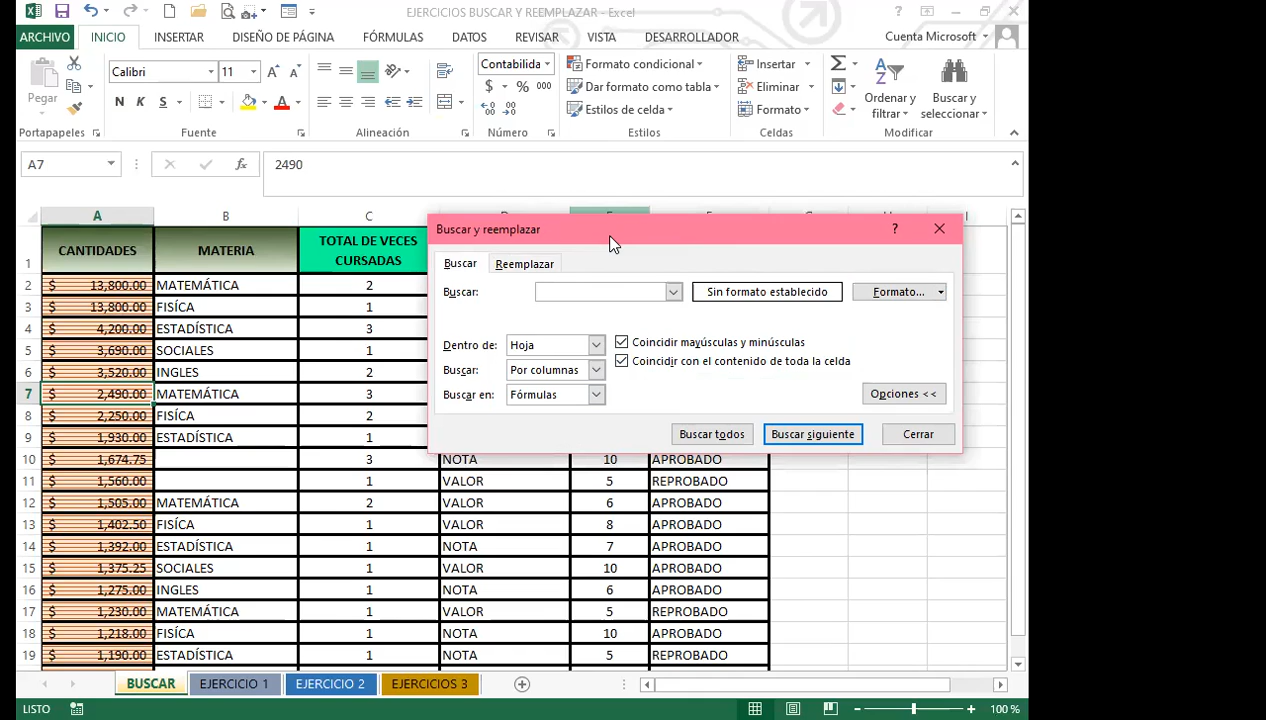 EJERCICIOS BUSCAR Y REEMPLAZAR - Excel
ARCHIVO INICIO INSERTAR DISEÑO DE PÁGINA FÓRMULAS DATOS REVISAR VISTA DESARROLLADOR Cuenta Microsoft
Calibri 11 Contabilida Formato condicional Insertar
Pegar N K S $ % 000 Dar formato como tabla Eliminar Ordenar y Buscar y
Estilos de celda Formato filtrar seleccionar
Portapapeles Fuente Alineación Número Estilos Celdas Modificar
A7 fx 2490
A B C
1 CANTIDADES MATERIA TOTAL DE VECES
CURSADAS
2 $ 13,800.00 MATEMÁTICA 2
3 $ 13,800.00 FISÍCA 1
4 $ 4,200.00 ESTADÍSTICA 3
5 $ 3,690.00 SOCIALES 1
6 $ 3,520.00 INGLES 2
7 $ 2,490.00 MATEMÁTICA 3
8 $ 2,250.00 FISÍCA 2
9 $ 1,930.00 ESTADÍSTICA 1
10 $ 1,674.75 3 NOTA 10 APROBADO
11 $ 1,560.00 1 VALOR 5 REPROBADO
12 $ 1,505.00 MATEMÁTICA 2 VALOR 6 APROBADO
13 $ 1,402.50 FISÍCA 1 VALOR 8 APROBADO
14 $ 1,392.00 ESTADÍSTICA 1 NOTA 7 APROBADO
15 $ 1,375.25 SOCIALES 1 VALOR 10 APROBADO
16 $ 1,275.00 INGLES 1 NOTA 6 APROBADO
17 $ 1,230.00 MATEMÁTICA 1 VALOR 5 REPROBADO
18 $ 1,218.00 FISÍCA 1 NOTA 10 APROBADO
19 $ 1,190.00 ESTADÍSTICA 1 NOTA 5 REPROBADO
Buscar y reemplazar ?
Buscar Reemplazar
Buscar: Sin formato establecido Formato...
Dentro de: Hoja Coincidir mayúsculas y minúsculas
Buscar: Por columnas Coincidir con el contenido de toda la celda
Buscar en: Fórmulas Opciones <<
Buscar todos Buscar siguiente Cerrar
BUSCAR EJERCICIO 1 EJERCICIO 2 EJERCICIOS 3
LISTO 100 %